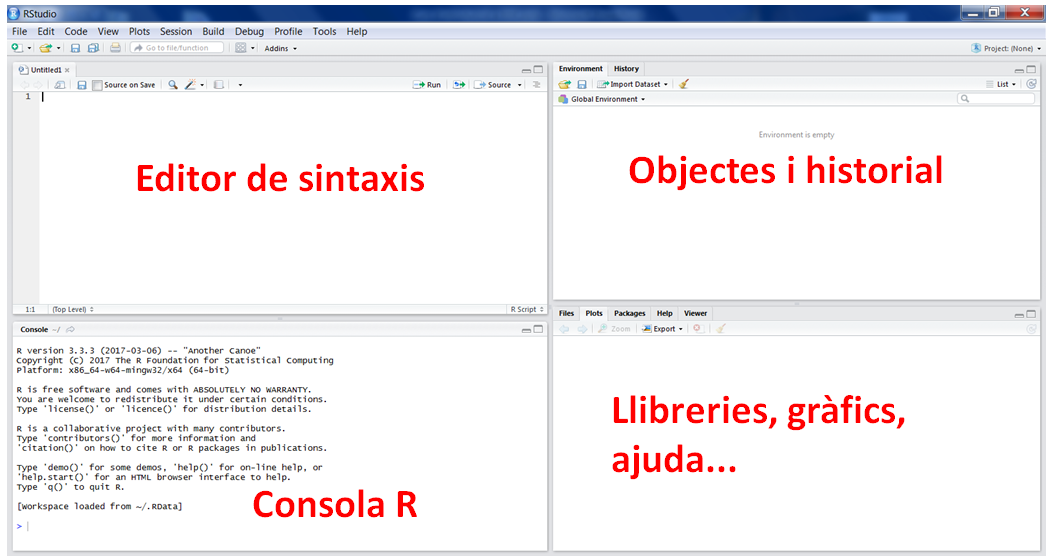 RStudio
File Edit Code View Plots Session Build Debug Profile Tools Help
Go to file/function Addins Project: (None)
Untitled1
Source on Save Run Source
1
Editor de sintaxis
1:1 (Top Level) R Script
Console ~/
R version 3.3.3 (2017-03-06) -- "Another Canoe"
Copyright (C) 2017 The R Foundation for Statistical Computing
Platform: x86_64-w64-mingw32/x64 (64-bit)
R is free software and comes with ABSOLUTELY NO WARRANTY.
You are welcome to redistribute it under certain conditions.
Type 'license()' or 'licence()' for distribution details.
R is a collaborative project with many contributors.
Type 'contributors()' for more information and
'citation()' on how to cite R or R packages in publications.
Type 'demo()' for some demos, 'help()' for on-line help, or
'help.start()' for an HTML browser interface to help.
Type 'q()' to quit R.
[Workspace loaded from ~/.RData]
>
Consola R
Environment History
Import Dataset List
Global Environment
Environment is empty
Objectes i historial
Files Plots Packages Help Viewer
Zoom Export
Llibreries, gràfics,
ajuda...